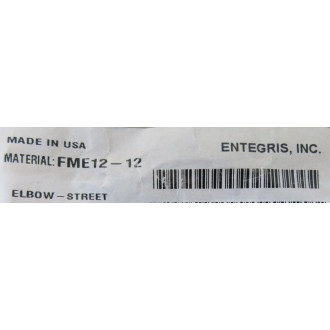 MADE IN USA
ENTEGRIS, INC.
MATERIAL: FME12-12
ELBOW-STREET